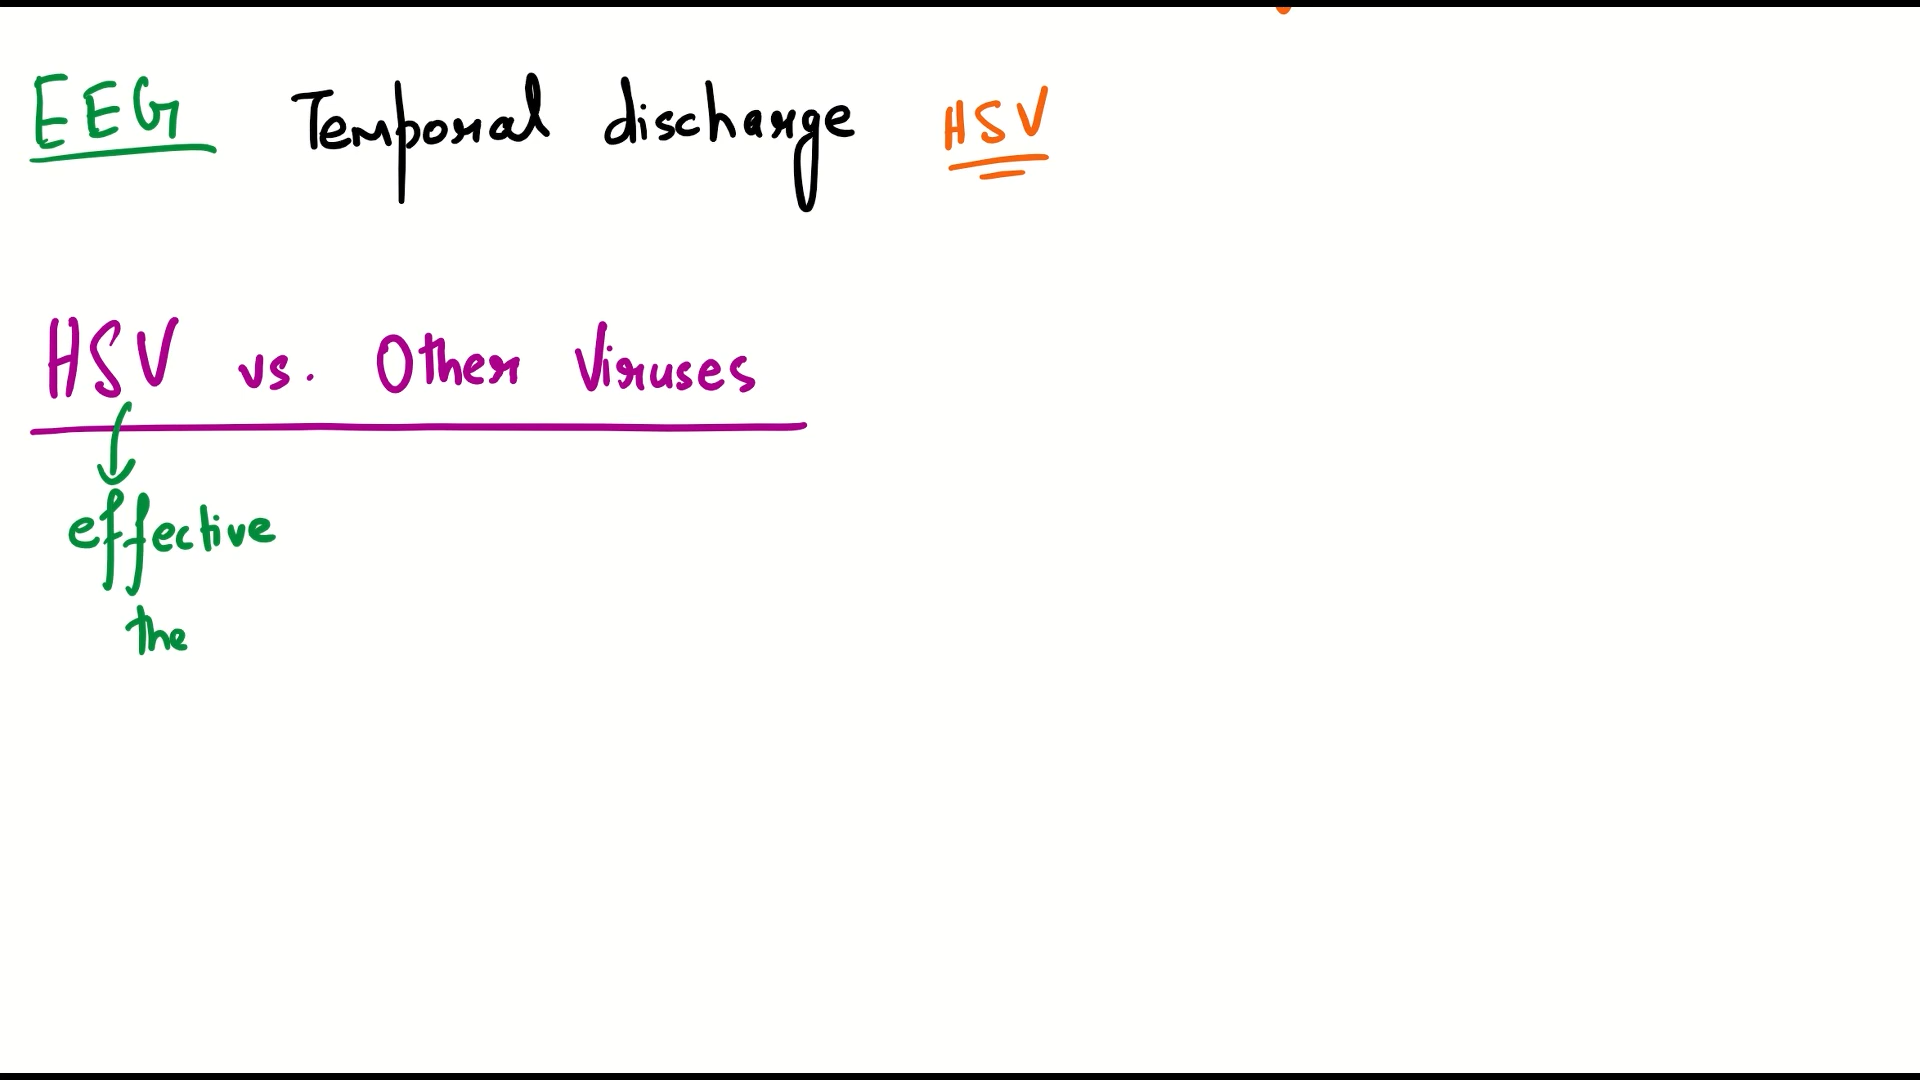 EEG Temporal discharge HSV
HSV vs. Other Viruses
effective
the